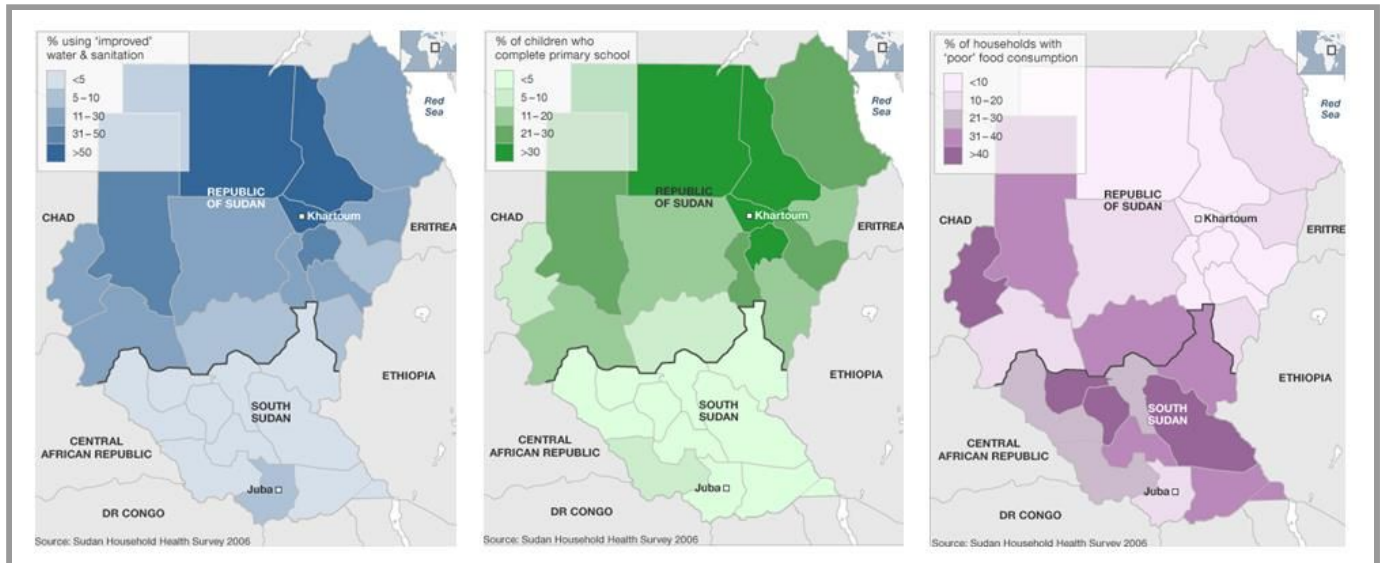 % using 'improved'
water & sanitation
<5
5–10
11–30
31–50
>50
Red
Sea
REPUBLIC
OF SUDAN
CHAD
Khartoum
ERITREA
ETHIOPIA
SOUTH
SUDAN
CENTRAL
AFRICAN REPUBLIC
Juba
DR CONGO
Source: Sudan Household Health Survey 2006
% of children who
complete primary school
<5
5–10
11–20
21–30
>30
Red
Sea
REPUBLIC
OF SUDAN
CHAD
Khartoum
ERITREA
ETHIOPIA
SOUTH
SUDAN
CENTRAL
AFRICAN REPUBLIC
Juba
DR CONGO
Source: Sudan Household Health Survey 2006
% of households with
'poor' food consumption
<10
10–20
21–30
31–40
>40
Red
Sea
REPUBLIC
OF SUDAN
CHAD
Khartoum
ERITRE
ETHIOPIA
SOUTH
SUDAN
CENTRAL
AFRICAN REPUBLIC
Juba
DR CONGO
Source: Sudan Household Health Survey 2006